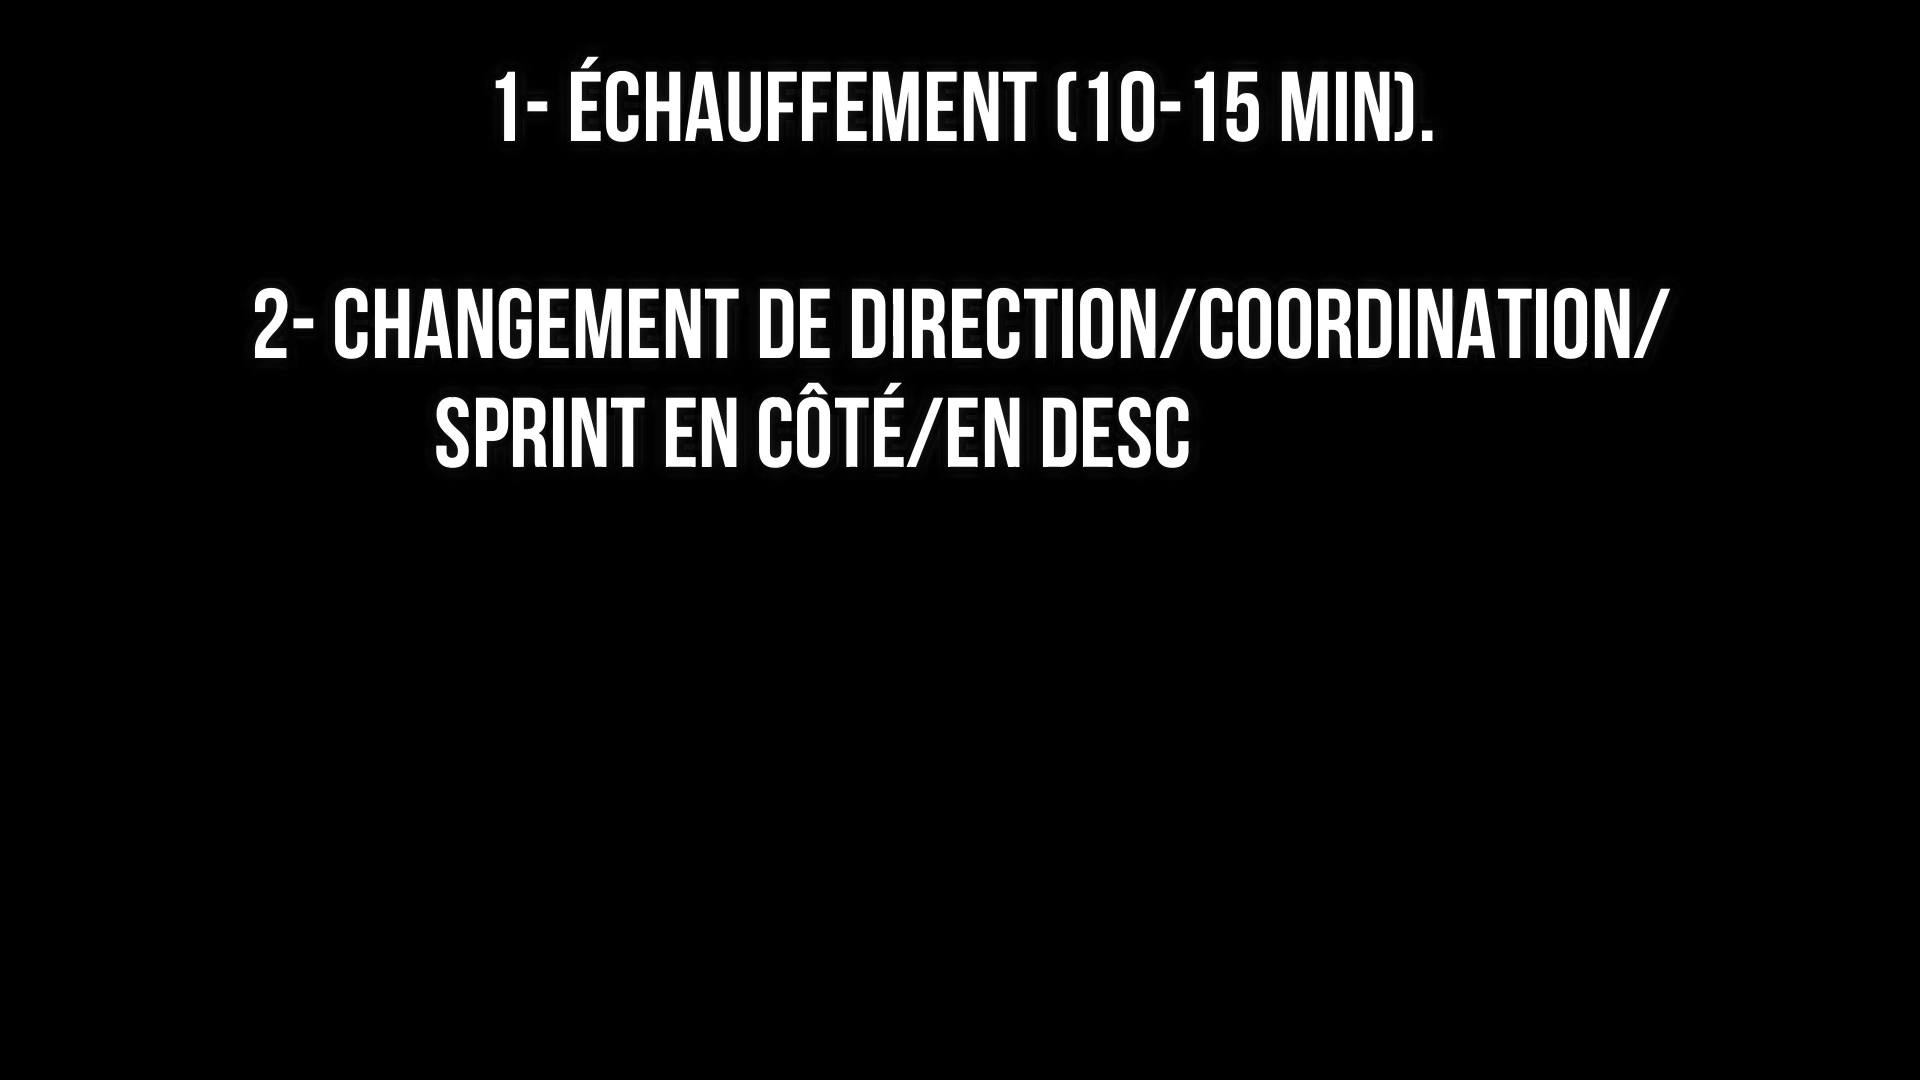 1- ÉCHAUFFEMENT (10-15 MIN).
2- CHANGEMENT DE DIRECTION/COORDINATION/
SPRINT EN CÔTÉ/EN DESC